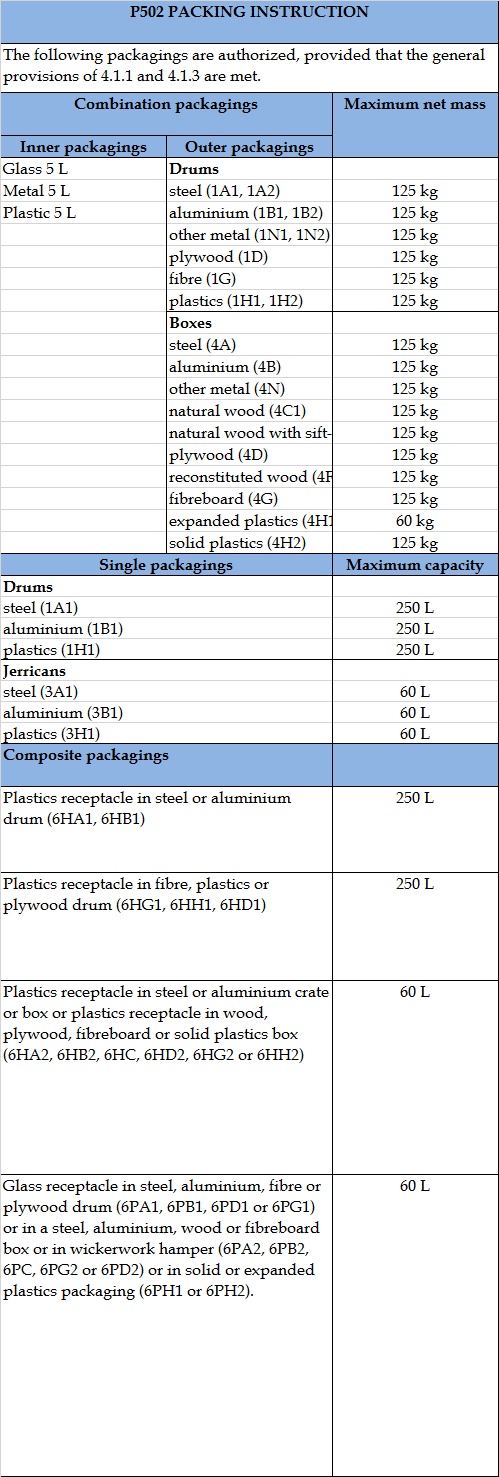 P502 PACKING INSTRUCTION
The following packagings are authorized, provided that the general
provisions of 4.1.1 and 4.1.3 are met.
Combination packagings Maximum net mass
Inner packagings Outer packagings
Glass 5 L Drums
Metal 5 L steel (1A1, 1A2) 125 kg
Plastic 5 L aluminium (1B1, 1B2) 125 kg
other metal (1N1, 1N2) 125 kg
plywood (1D) 125 kg
fibre (1G) 125 kg
plastics (1H1, 1H2) 125 kg
Boxes
steel (4A) 125 kg
aluminium (4B) 125 kg
other metal (4N) 125 kg
natural wood (4C1) 125 kg
natural wood with sift- 125 kg
plywood (4D) 125 kg
reconstituted wood (4F 125 kg
fibreboard (4G) 125 kg
expanded plastics (4H1 60 kg
solid plastics (4H2) 125 kg
Single packagings Maximum capacity
Drums
steel (1A1) 250 L
aluminium (1B1) 250 L
plastics (1H1) 250 L
Jerricans
steel (3A1) 60 L
aluminium (3B1) 60 L
plastics (3H1) 60 L
Composite packagings
Plastics receptacle in steel or aluminium 250 L
drum (6HA1, 6HB1)
Plastics receptacle in fibre, plastics or 250 L
plywood drum (6HG1, 6HH1, 6HD1)
Plastics receptacle in steel or aluminium crate 60 L
or box or plastics receptacle in wood,
plywood, fibreboard or solid plastics box
(6HA2, 6HB2, 6HC, 6HD2, 6HG2 or 6HH2)
Glass receptacle in steel, aluminium, fibre or 60 L
plywood drum (6PA1, 6PB1, 6PD1 or 6PG1)
or in a steel, aluminium, wood or fibreboard
box or in wickerwork hamper (6PA2, 6PB2,
6PC, 6PG2 or 6PD2) or in solid or expanded
plastics packaging (6PH1 or 6PH2).